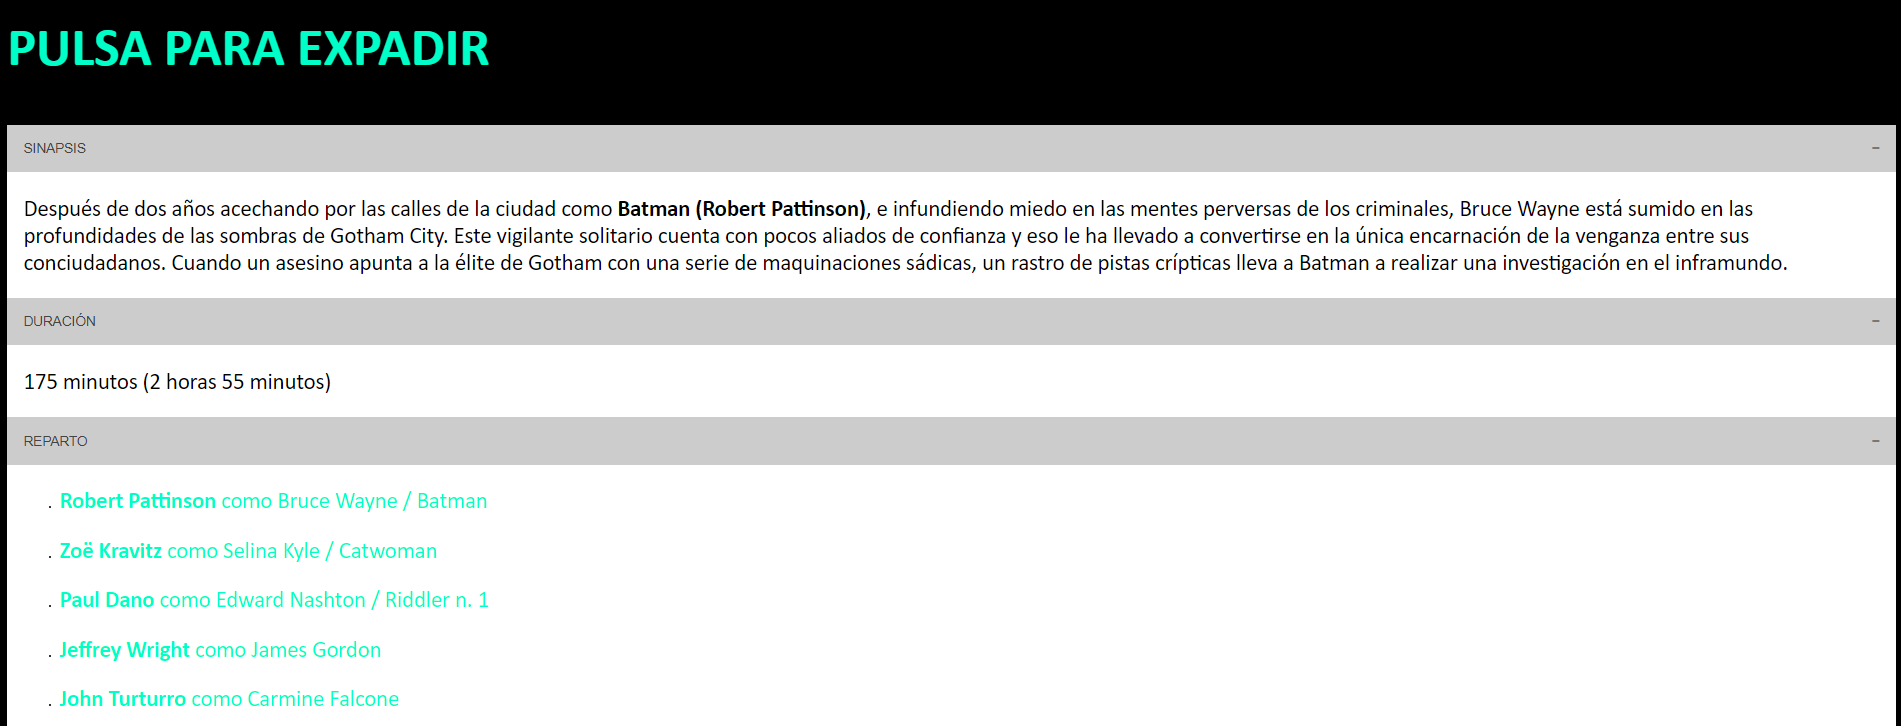 PULSA PARA EXPADIR
SINAPSIS -
Después de dos años acechando por las calles de la ciudad como Batman (Robert Pattinson), e infundiendo miedo en las mentes perversas de los criminales, Bruce Wayne está sumido en las
profundidades de las sombras de Gotham City. Este vigilante solitario cuenta con pocos aliados de confianza y eso le ha llevado a convertirse en la única encarnación de la venganza entre sus
conciudadanos. Cuando un asesino apunta a la élite de Gotham con una serie de maquinaciones sádicas, un rastro de pistas crípticas lleva a Batman a realizar una investigación en el inframundo.
DURACIÓN -
175 minutos (2 horas 55 minutos)
REPARTO -
. Robert Pattinson como Bruce Wayne / Batman
. Zoë Kravitz como Selina Kyle / Catwoman
. Paul Dano como Edward Nashton / Riddler n. 1
. Jeffrey Wright como James Gordon
. John Turturro como Carmine Falcone